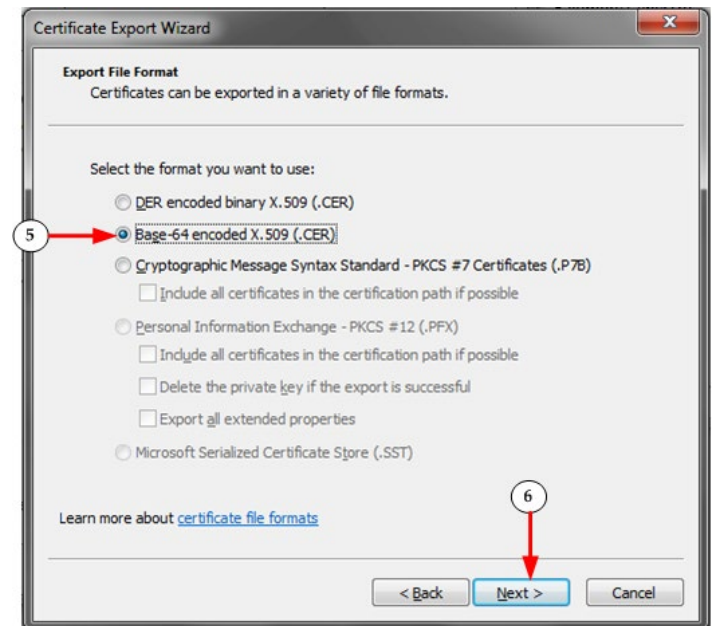 Certificate Export Wizard
Export File Format
Certificates can be exported in a variety of file formats.
Select the format you want to use:
DER encoded binary X.509 (.CER)
5
Base-64 encoded X.509 (.CER)
Cryptographic Message Syntax Standard - PKCS #7 Certificates (.P7B)
Include all certificates in the certification path if possible
Personal Information Exchange - PKCS #12 (.PFX)
Include all certificates in the certification path if possible
Delete the private key if the export is successful
Export all extended properties
Microsoft Serialized Certificate Store (.SST)
6
Learn more about certificate file formats
< Back Next > Cancel